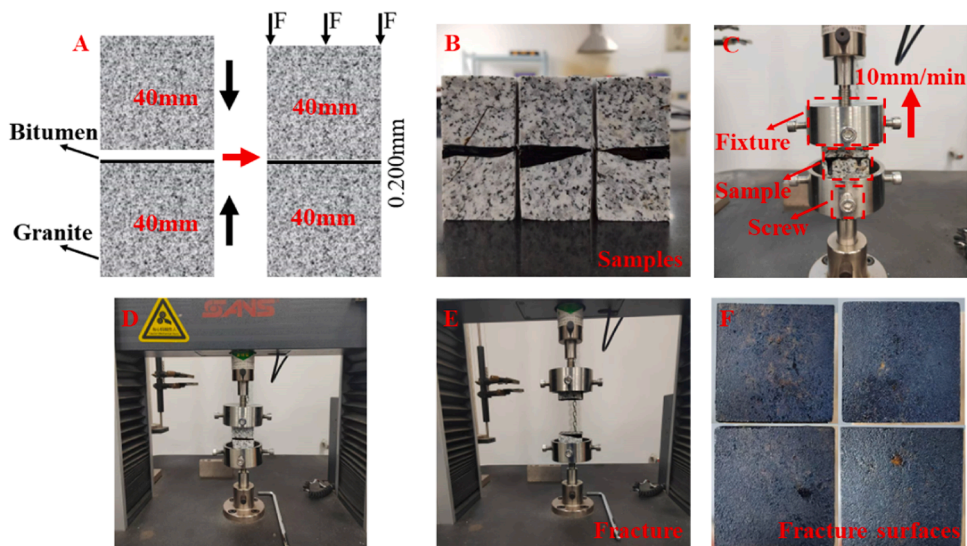 A
F
F
F
40mm
40mm
Bitumen
0.200mm
40mm
40mm
Granite
B
Samples
C
10mm/min
Fixture
Sample
Screw
D
SANS
E
Fracture
F
Fracture surfaces